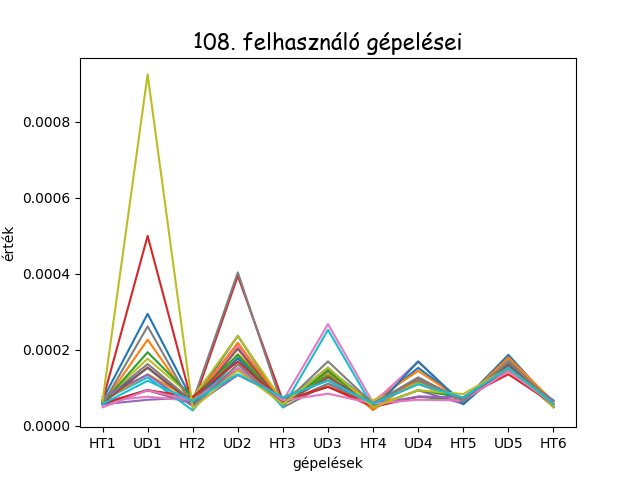 108. felhasználó gépelései
érték
0.0008
0.0006
0.0004
0.0002
0.0000
HT1 UD1 HT2 UD2 HT3 UD3 HT4 UD4 HT5 UD5 HT6
gépelések